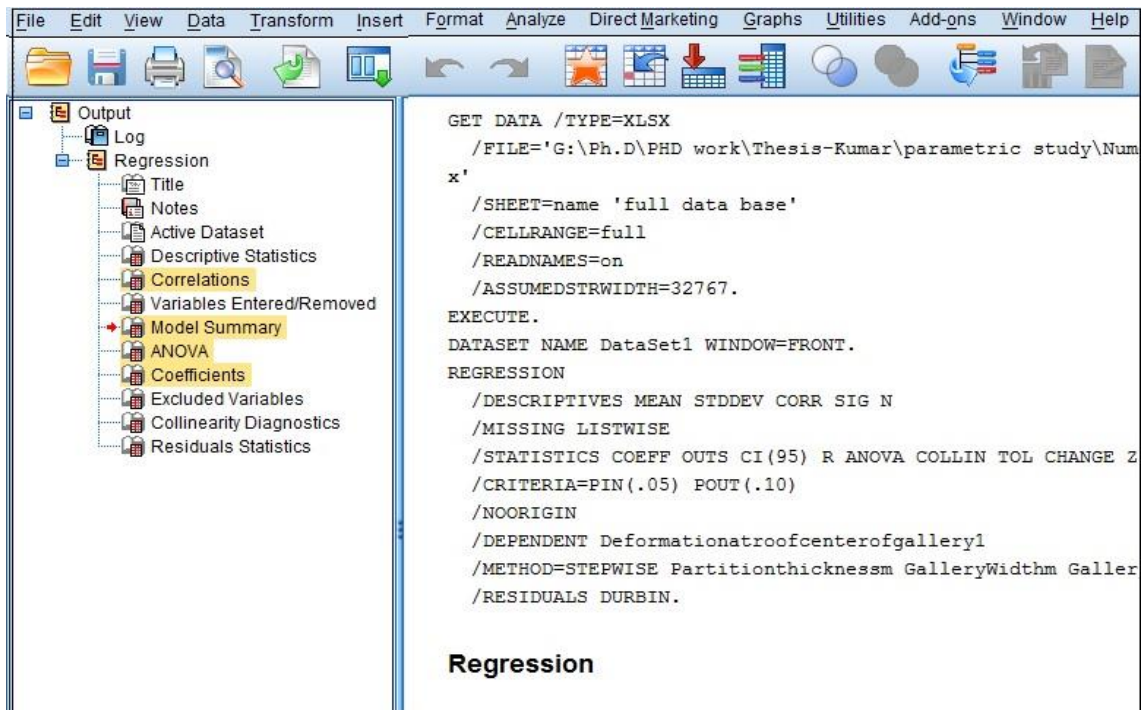 File Edit View Data Transform Insert Format Analyze Direct Marketing Graphs Utilities Add-ons Window Help
Output
Log
Regression
Title
Notes
Active Dataset
Descriptive Statistics
Correlations
Variables Entered/Removed
Model Summary
ANOVA
Coefficients
Excluded Variables
Collinearity Diagnostics
Residuals Statistics
GET DATA /TYPE=XLSX
/FILE='G:\Ph.D\PHD work\Thesis-Kumar\parametric study\Num
x'
/SHEET=name 'full data base'
/CELLRANGE=full
/READNAMES=on
/ASSUMEDSTRWIDTH=32767.
EXECUTE.
DATASET NAME DataSet1 WINDOW=FRONT.
REGRESSION
/DESCRIPTIVES MEAN STDDEV CORR SIG N
/MISSING LISTWISE
/STATISTICS COEFF OUTS CI(95) R ANOVA COLLIN TOL CHANGE Z
/CRITERIA=PIN(.05) POUT(.10)
/NOORIGIN
/DEPENDENT Deformationatroofcenterofgallery1
/METHOD=STEPWISE Partitionthicknessm GalleryWidthm Galler
/RESIDUALS DURBIN.
Regression